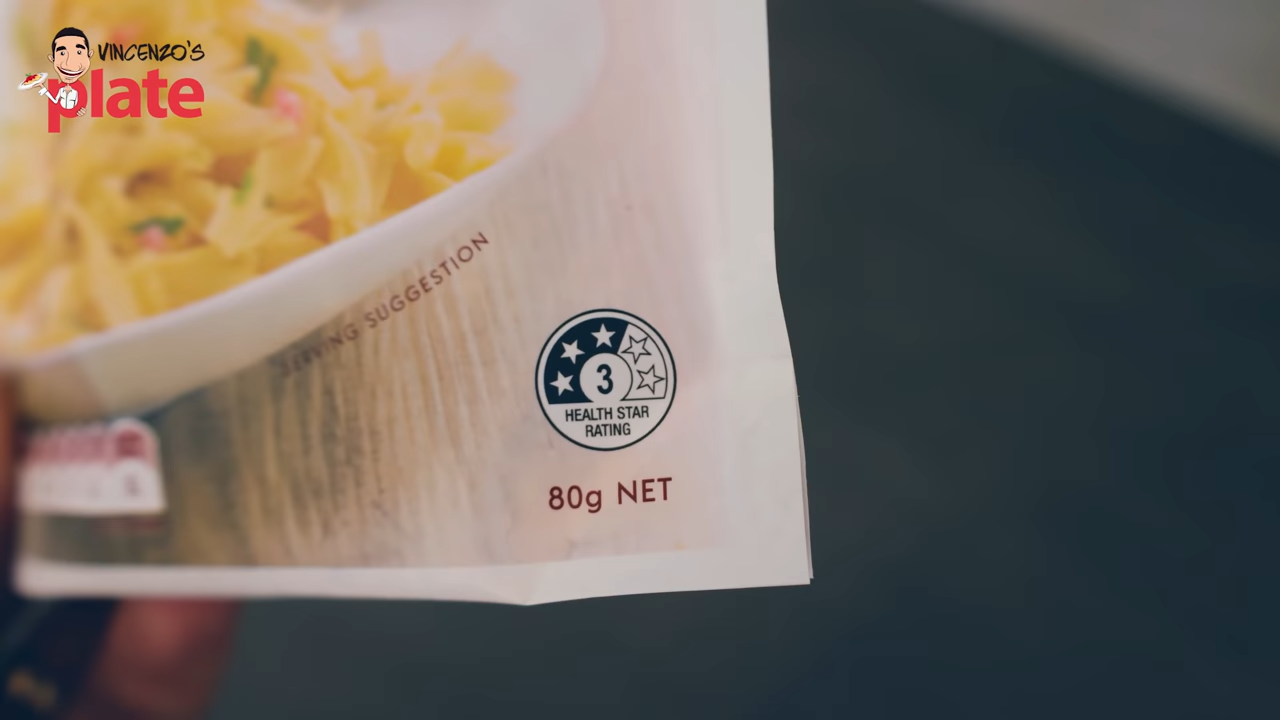 VINCENZO'S
plate
SERVING SUGGESTION
3
HEALTH STAR
RATING
80g NET